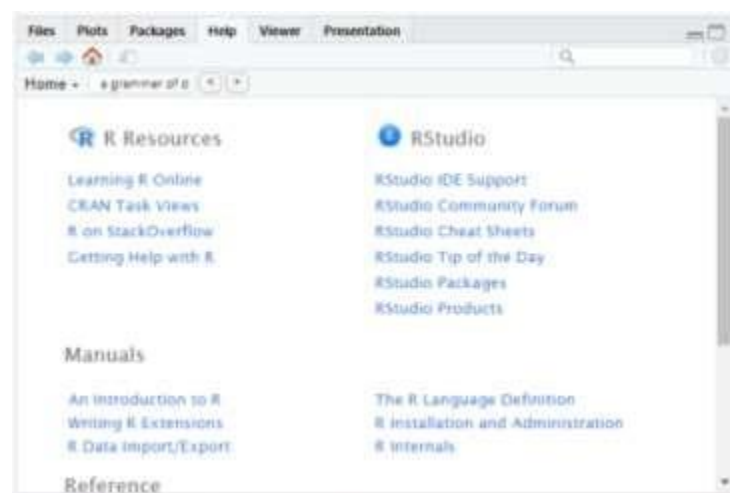 Files Plots Packages Help Viewer Presentation
Home a grammar of d
R R Resources
Learning R Online
CRAN Task Views
R on StackOverflow
Getting Help with R
RStudio
RStudio IDE Support
RStudio Community Forum
RStudio Cheat Sheets
RStudio Tip of the Day
RStudio Packages
RStudio Products
Manuals
An Introduction to R
Writing R Extensions
R Data Import/Export
The R Language Definition
R Installation and Administration
R Internals
Reference